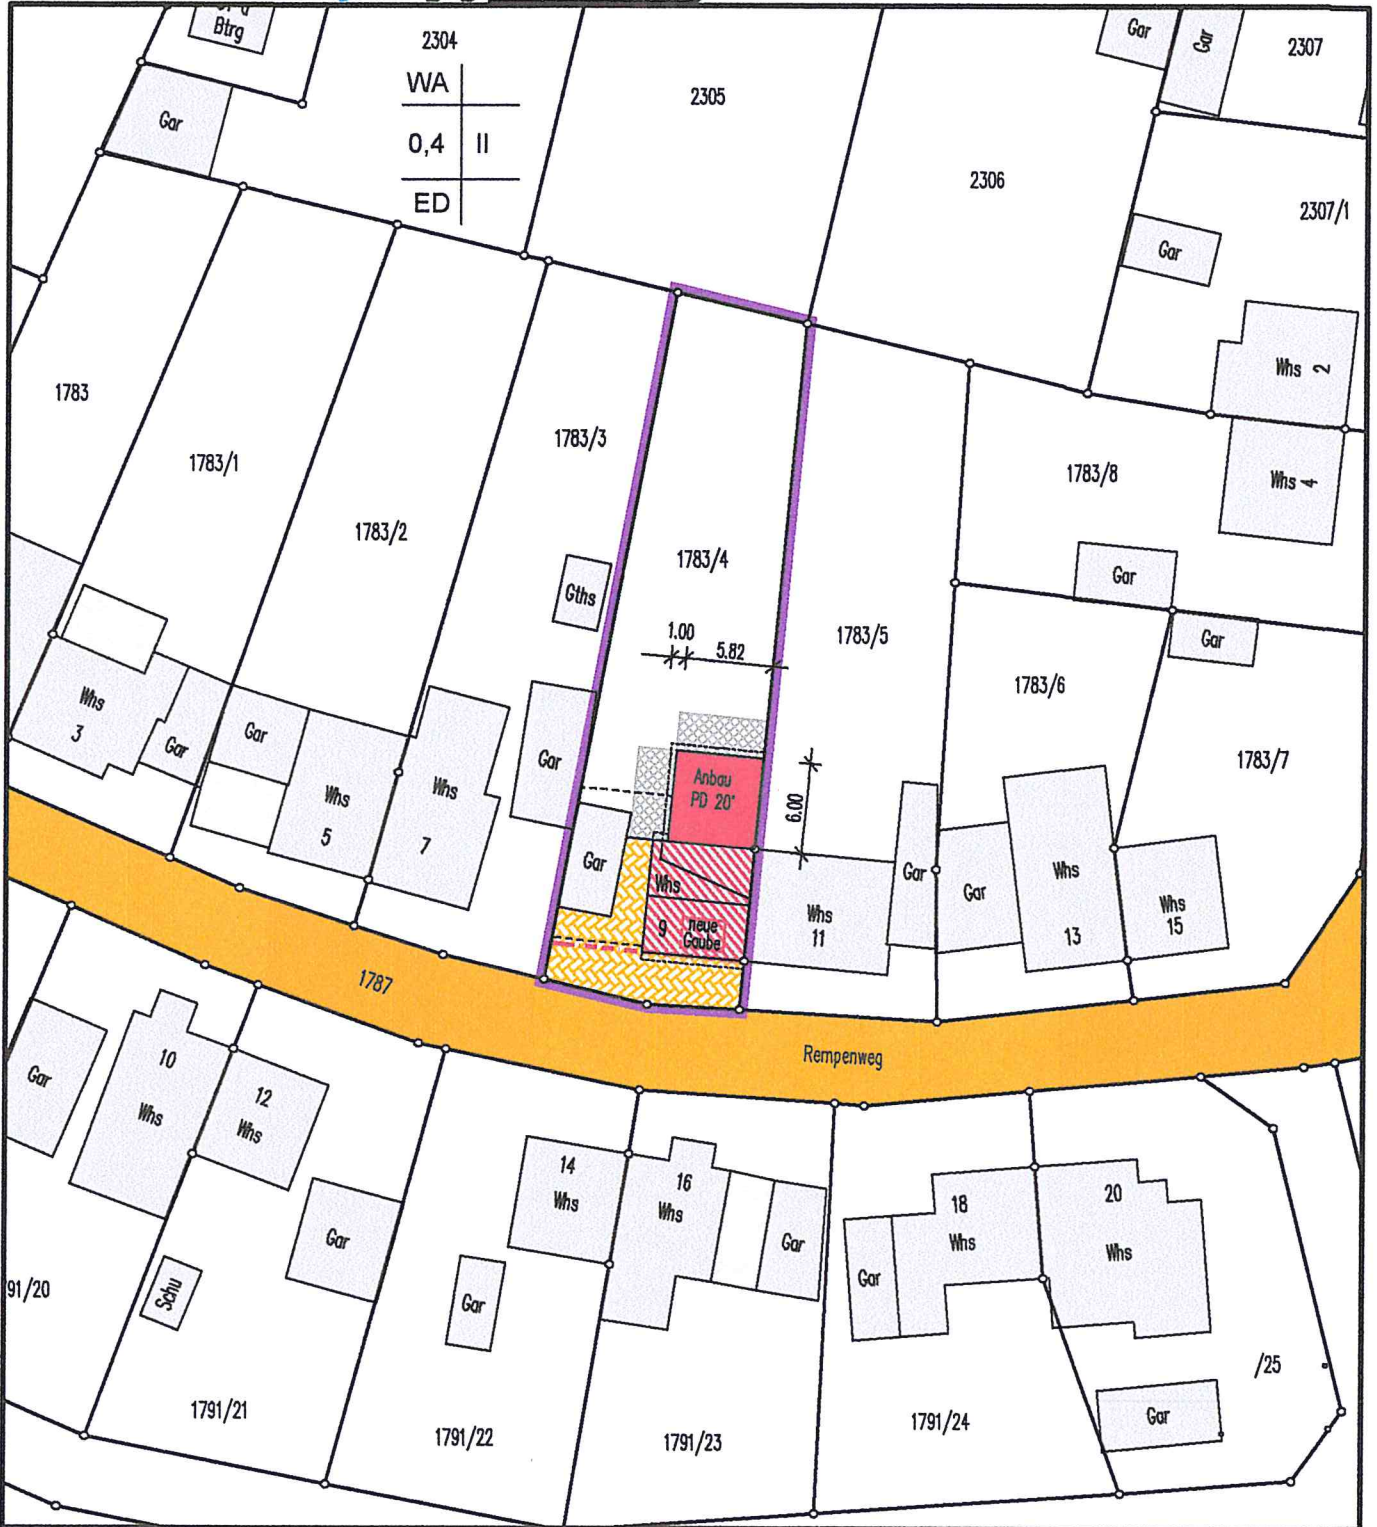 Btrg
2304
WA
0,4 II
ED
2305
Gar
Gar
2307
Gar
2306
2307/1
Gar
Whs 2
1783
1783/1
1783/2
1783/3
1783/4
1783/5
1783/8
Whs 4
Gar
Gths
1.00
5.82
1783/6
Gar
1783/7
Whs
3
Gar
Gar
Whs
5
Whs
7
Gar
Anbau
PD 20°
6.00
Gar
Whs
9
neue
Gaube
Whs
11
Gar
Gar
Whs
13
Whs
15
1787
Rempenweg
Gar
10
Whs
12
Whs
Gar
Schu
14
Whs
Gar
16
Whs
Gar
18
Whs
Gar
20
Whs
91/20
1791/21
1791/22
1791/23
1791/24
/25
Gar